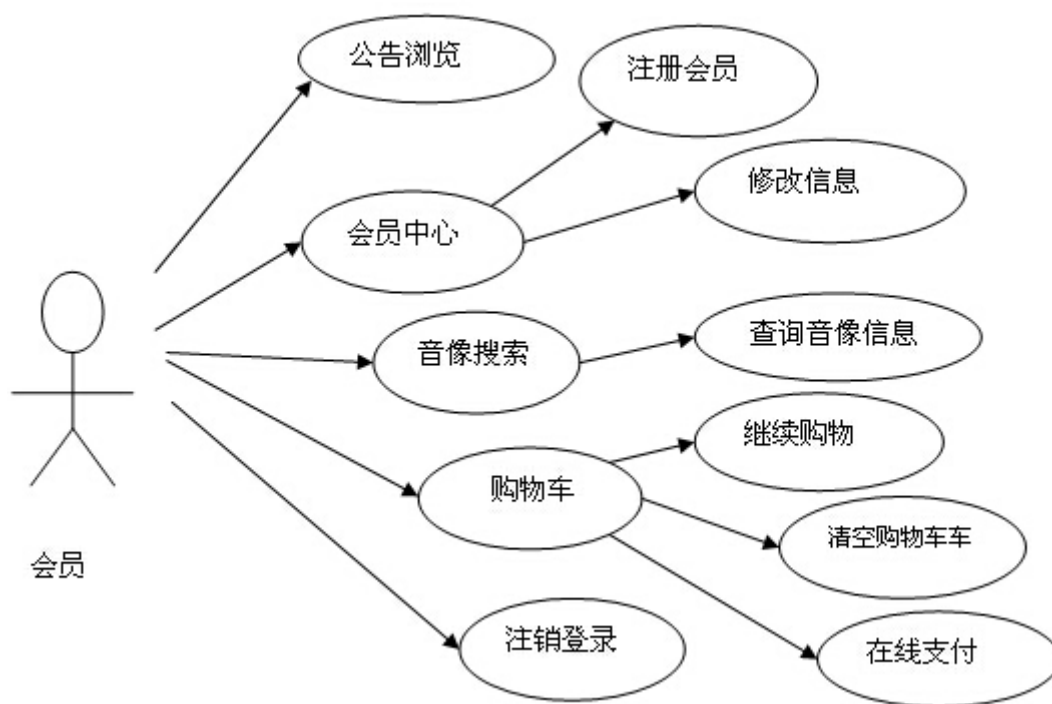 公告浏览
注册会员
修改信息
会员中心
音像搜索
查询音像信息
继续购物
购物车
清空购物车车
会员
注销登录
在线支付